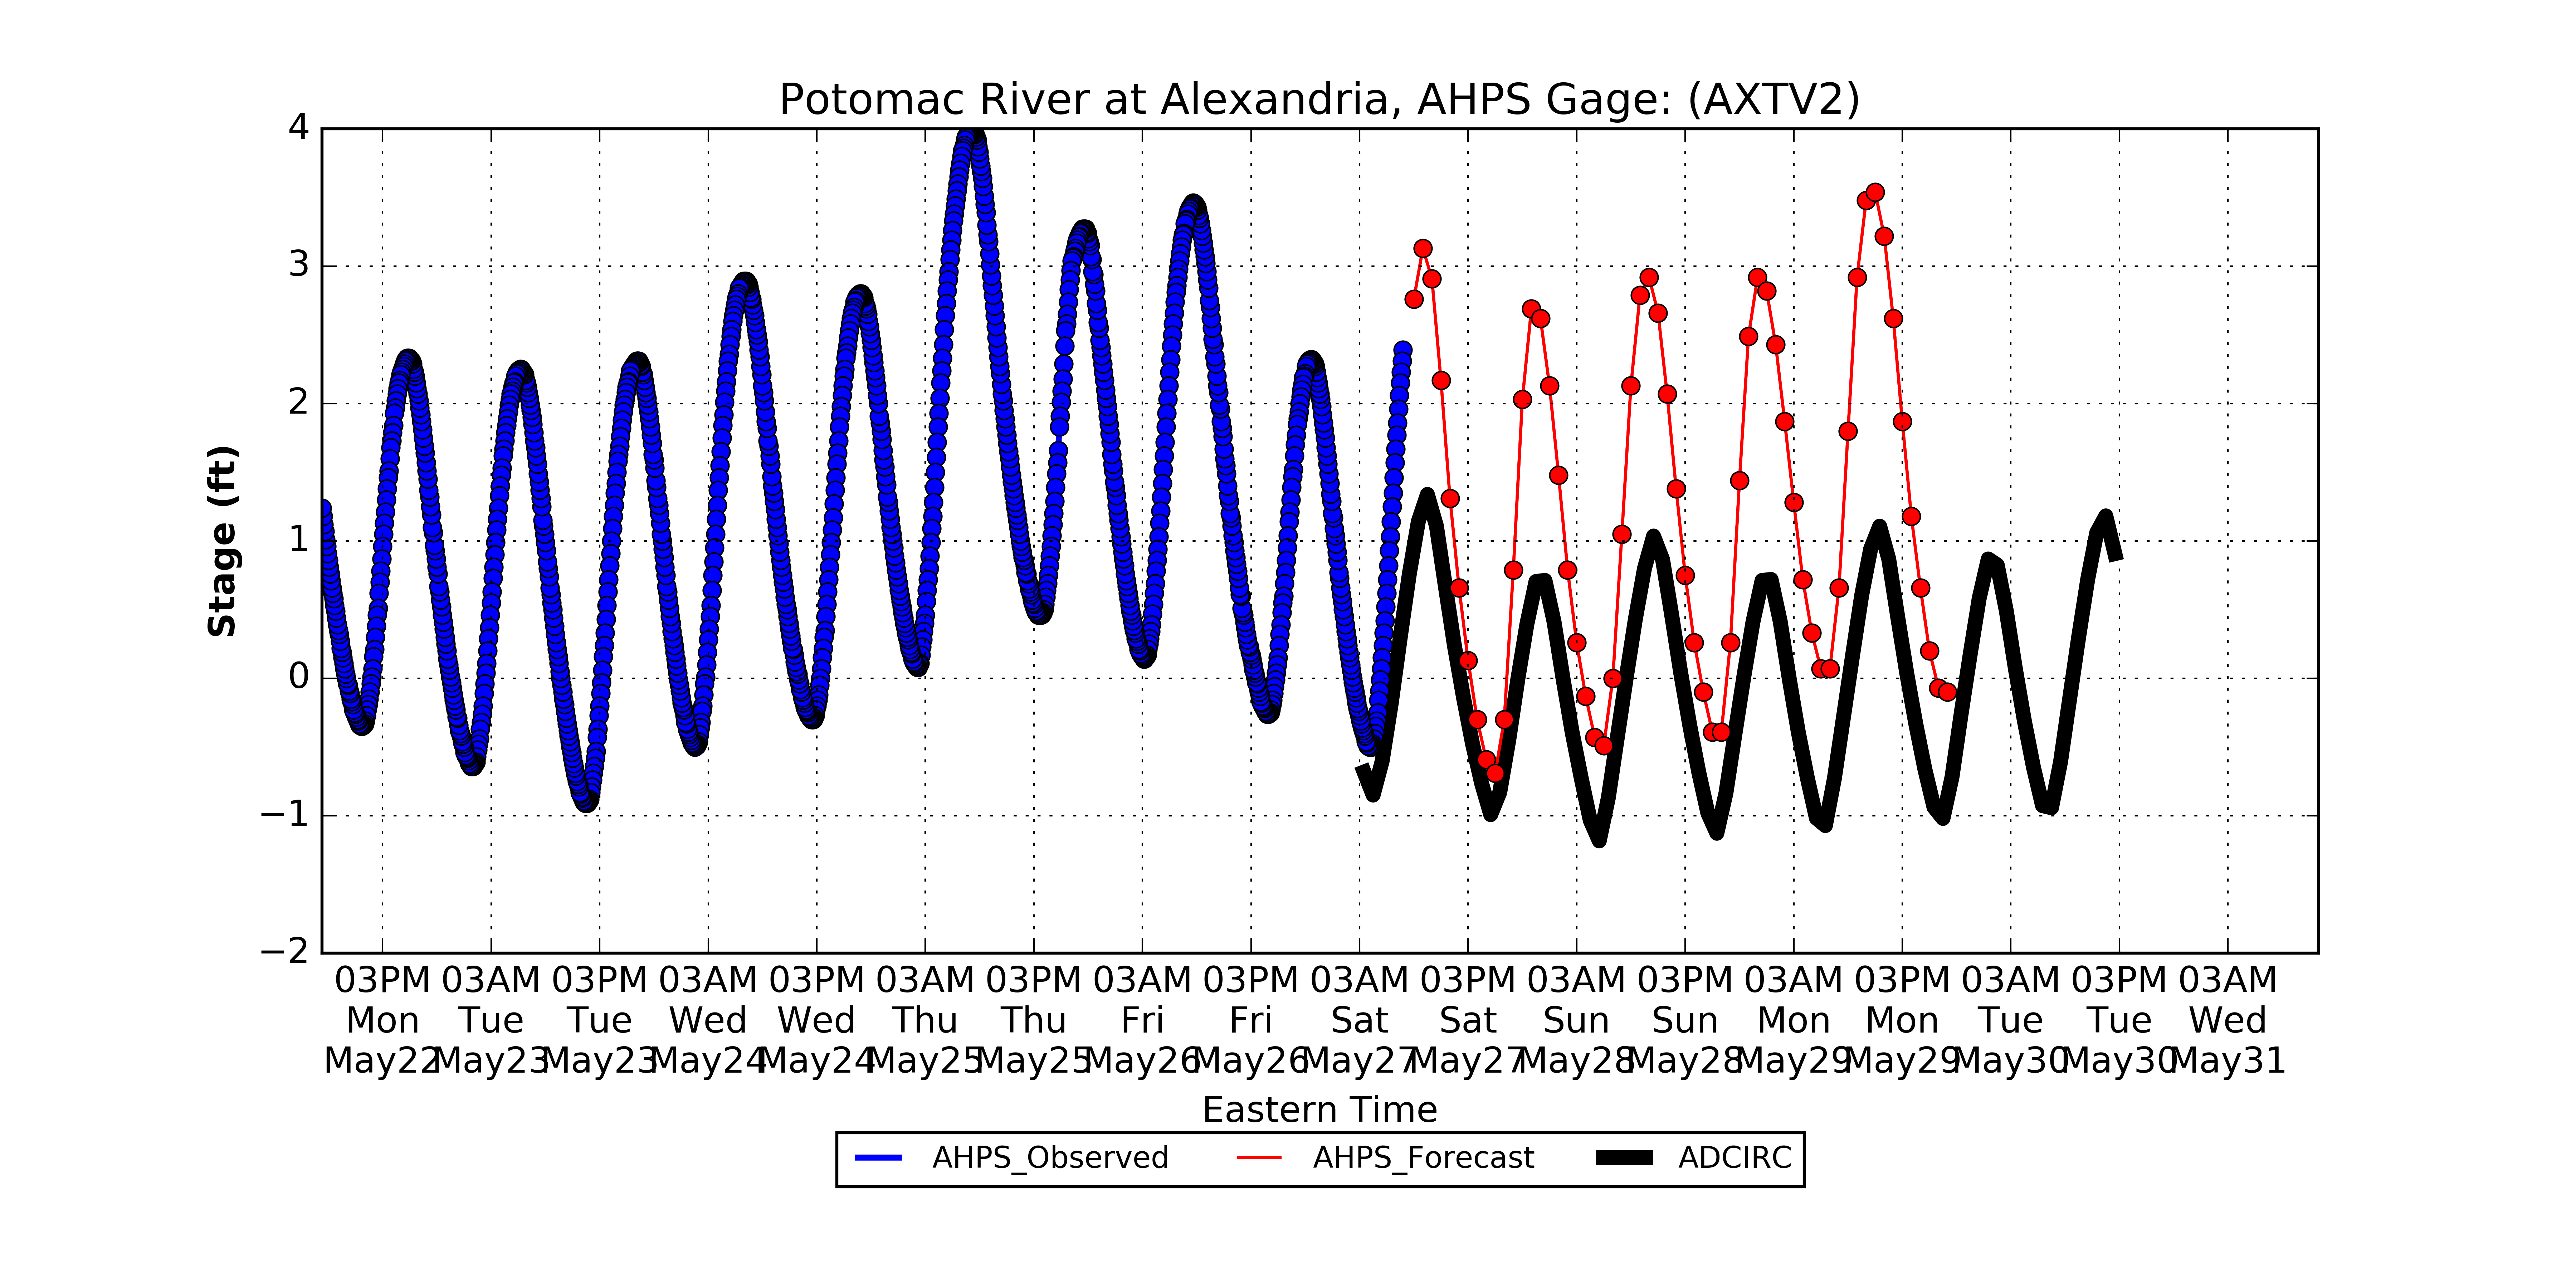 Potomac River at Alexandria, AHPS Gage: (AXTV2)
4
3
2
1
0
−1
−2
Stage (ft)
03PM 03AM 03PM 03AM 03PM 03AM 03PM 03AM 03PM 03AM 03PM 03AM 03PM 03AM 03PM 03AM 03PM 03AM
Mon Tue Tue Wed Wed Thu Thu Fri Fri Sat Sat Sun Sun Mon Mon Tue Tue Wed
May22 May23 May23 May24 May24 May25 May25 May26 May26 May27 May27 May28 May28 May29 May29 May30 May30 May31
Eastern Time
AHPS_Observed AHPS_Forecast ADCIRC